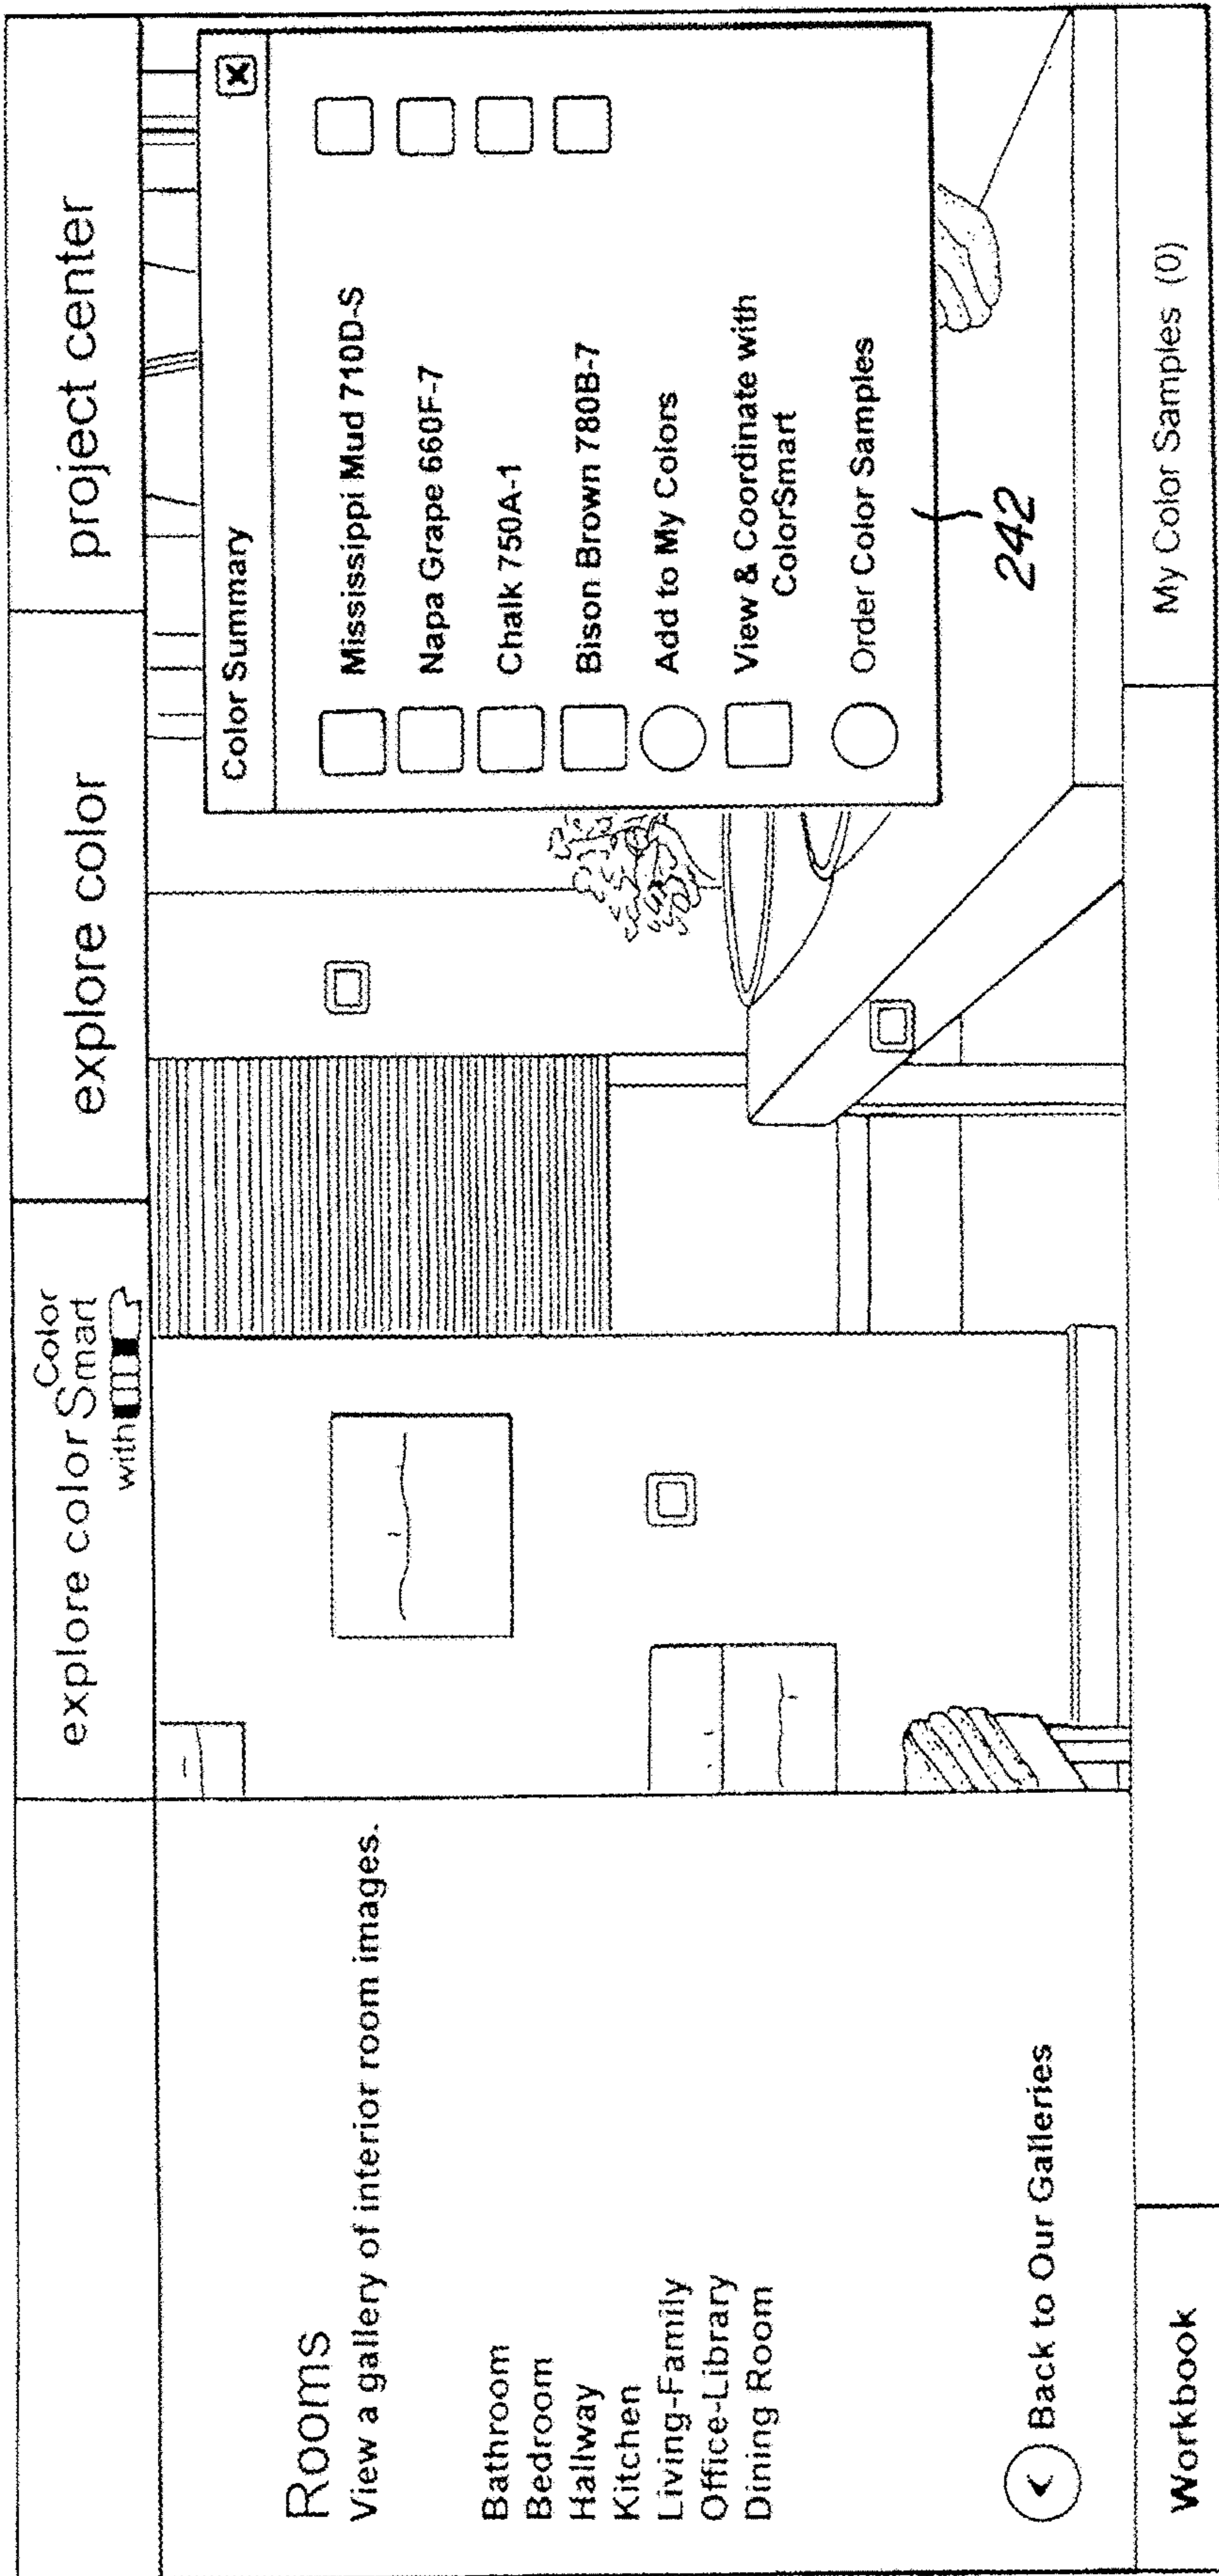 explore color
Color
Smart
with
explore color
project center
Rooms
View a gallery of interior room images.
Bathroom
Bedroom
Hallway
Kitchen
Living-Family
Office-Library
Dining Room
Back to Our Galleries
Color Summary
X
Mississippi Mud 710D-S
Napa Grape 660F-7
Chalk 750A-1
Bison Brown 780B-7
Add to My Colors
View & Coordinate with
ColorSmart
Order Color Samples
242
Workbook
My Color Samples (0)